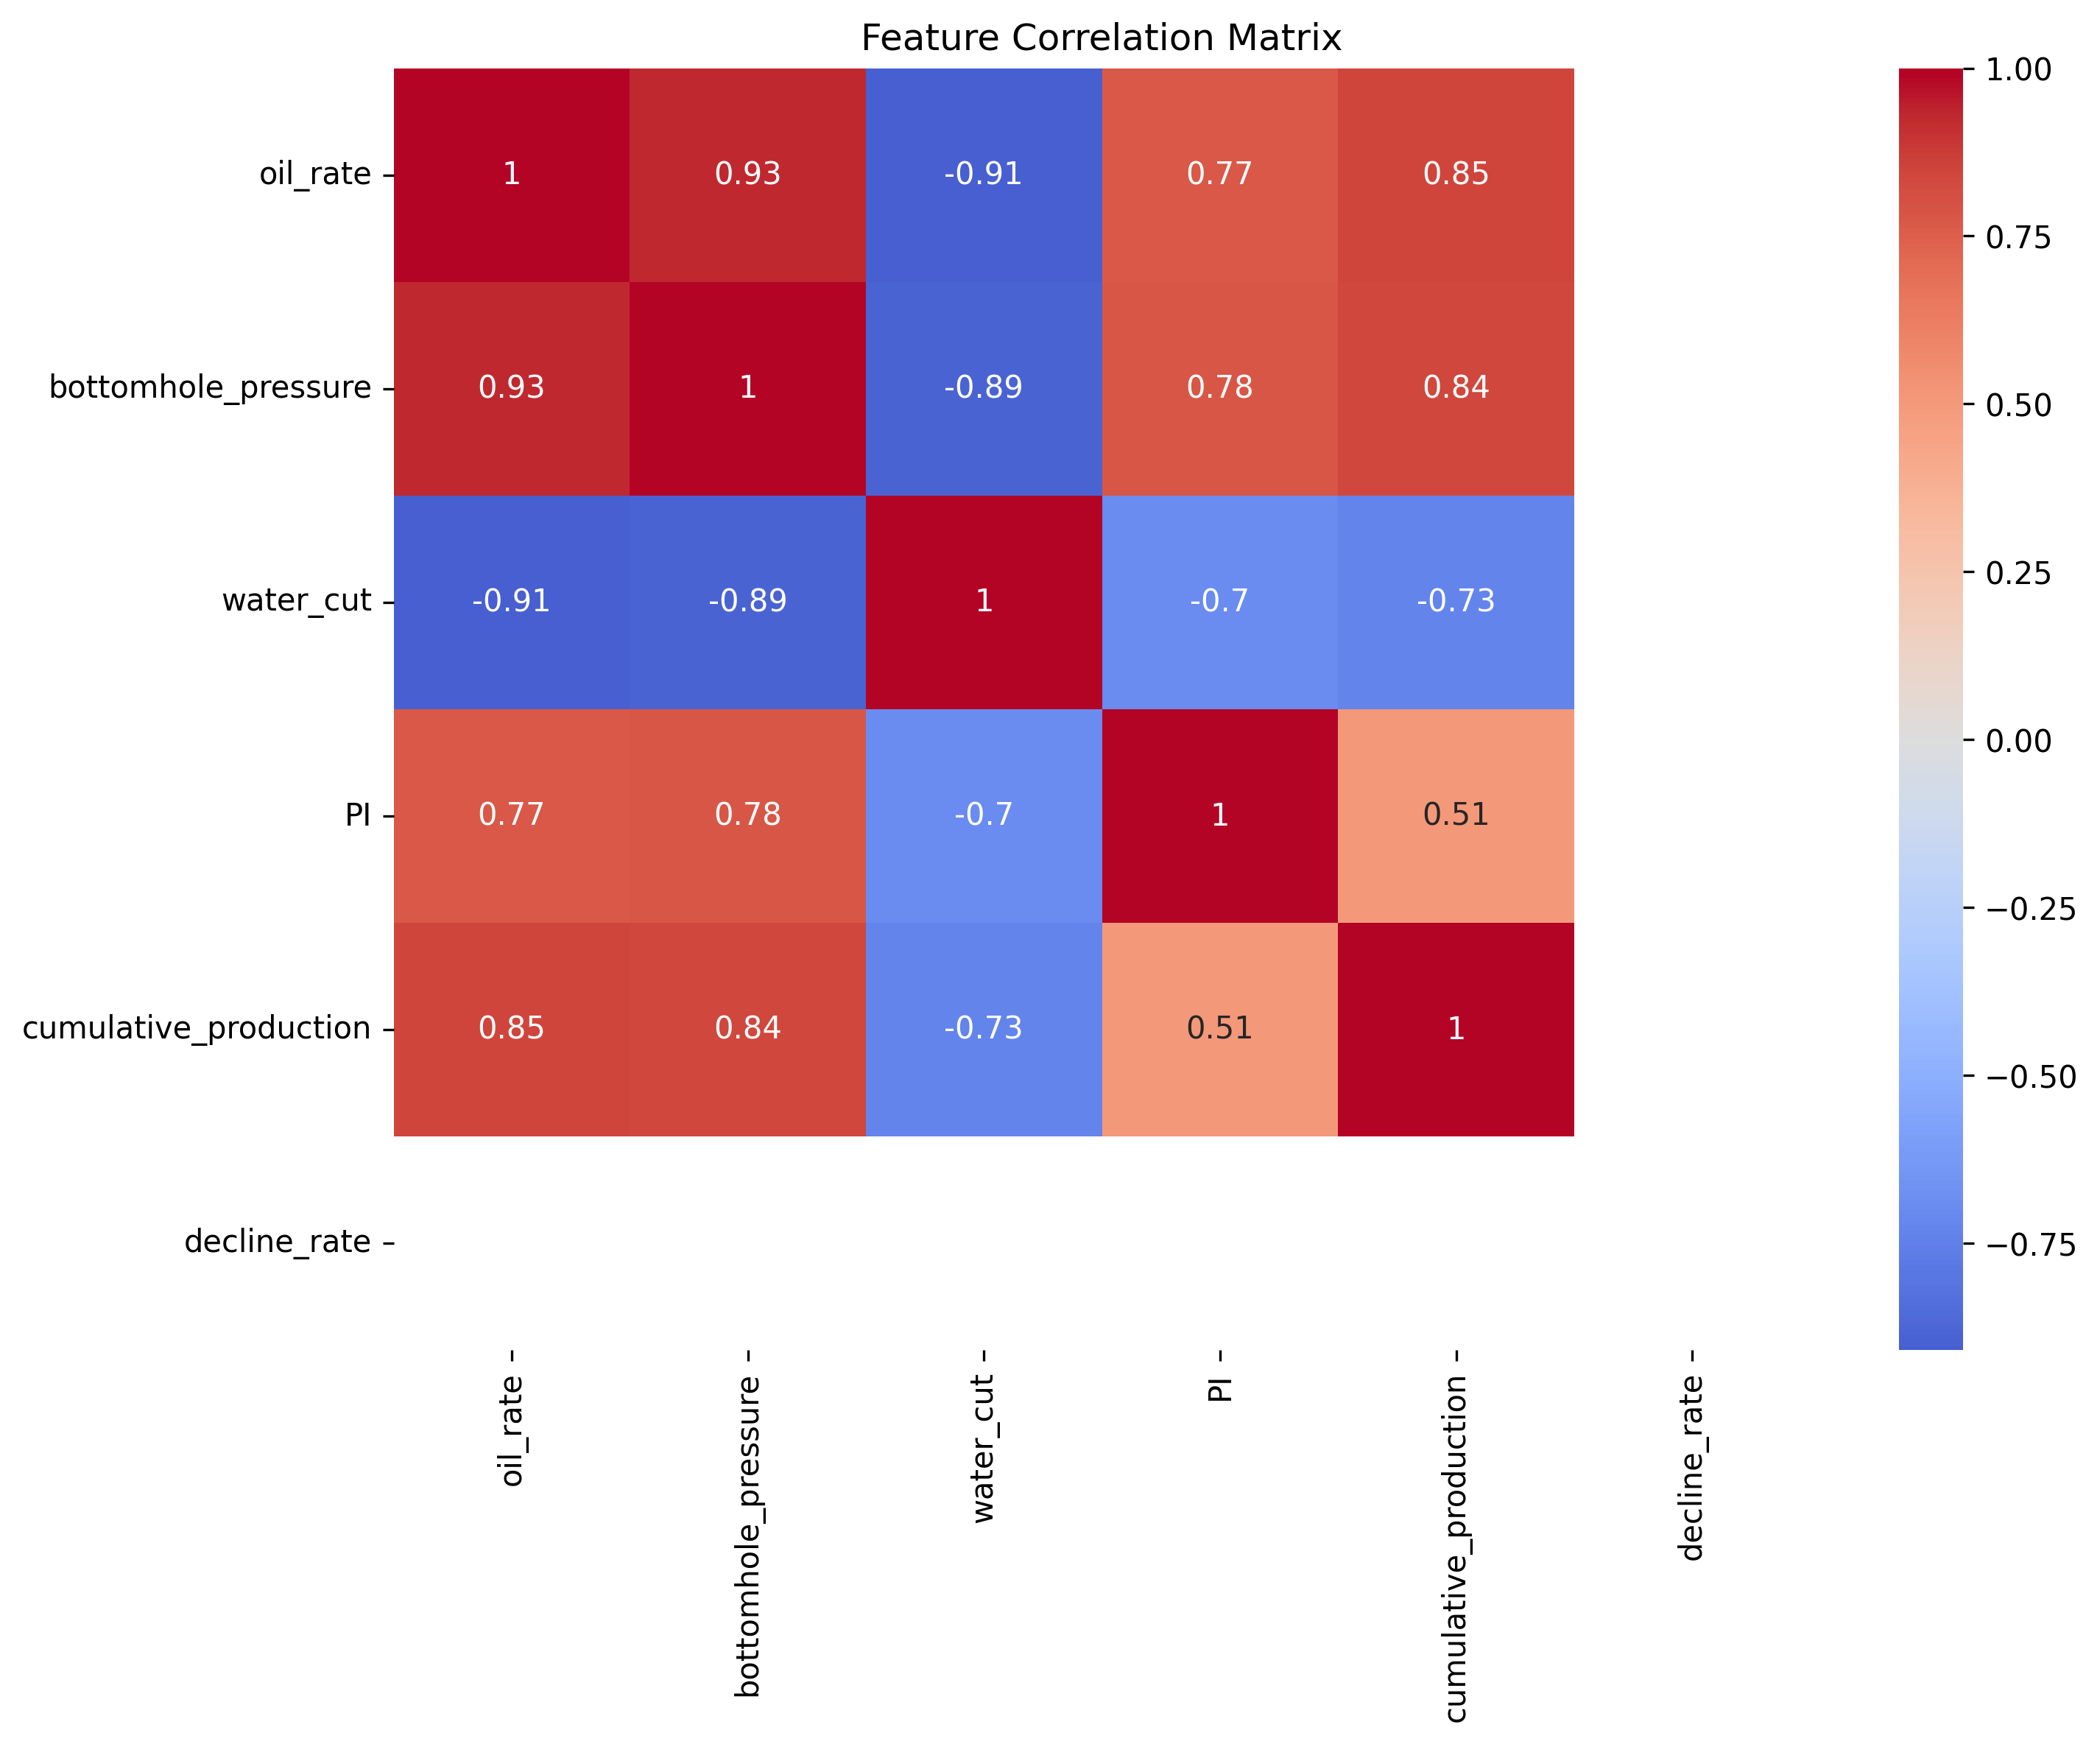 Feature Correlation Matrix
oil_rate 1 0.93 -0.91 0.77 0.85
bottomhole_pressure 0.93 1 -0.89 0.78 0.84
water_cut -0.91 -0.89 1 -0.7 -0.73
PI 0.77 0.78 -0.7 1 0.51
cumulative_production 0.85 0.84 -0.73 0.51 1
decline_rate
oil_rate
bottomhole_pressure
water_cut
PI
cumulative_production
decline_rate
1.00
0.75
0.50
0.25
0.00
−0.25
−0.50
−0.75